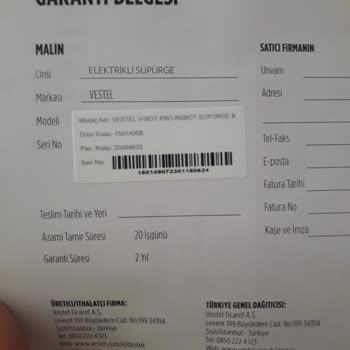 GARANTİ BELGESİ
MALIN
Cinsi ELEKTRİKLİ SÜPÜRGE
Markası VESTEL
Modeli
Seri No
Model Adı: VESTEL V-BOT PRO ROBOT SÜPÜRGE B
Ürün Kodu: 15014908
Paz. Kodu: 20264633
Seri No:
150149072301180624
Teslim Tarihi ve Yeri
Azami Tamir Süresi 20 İşgünü
Garanti Süresi 2 Yıl
SATICI FİRMANIN
Unvanı
Adresi
Tel-Faks
E-posta
Fatura Tarihi
Fatura No
Kaşe ve İmza
ÜRETİCİ/İTHALATÇI FİRMA:
Vestel Ticaret A.Ş.
Levent 199 Büyükdere Cad. No:199 34394
Şişli/İstanbul - Türkiye
Tel: 0850 222 4 123
Web: www.vestel.com.tr/destek
TÜRKİYE GENEL DAĞITICISI:
Vestel Ticaret A.Ş.
Levent 199 Büyükdere Cad. No:199 34394
Şişli/İstanbul - Türkiye
Tel: 0850 222 4 123